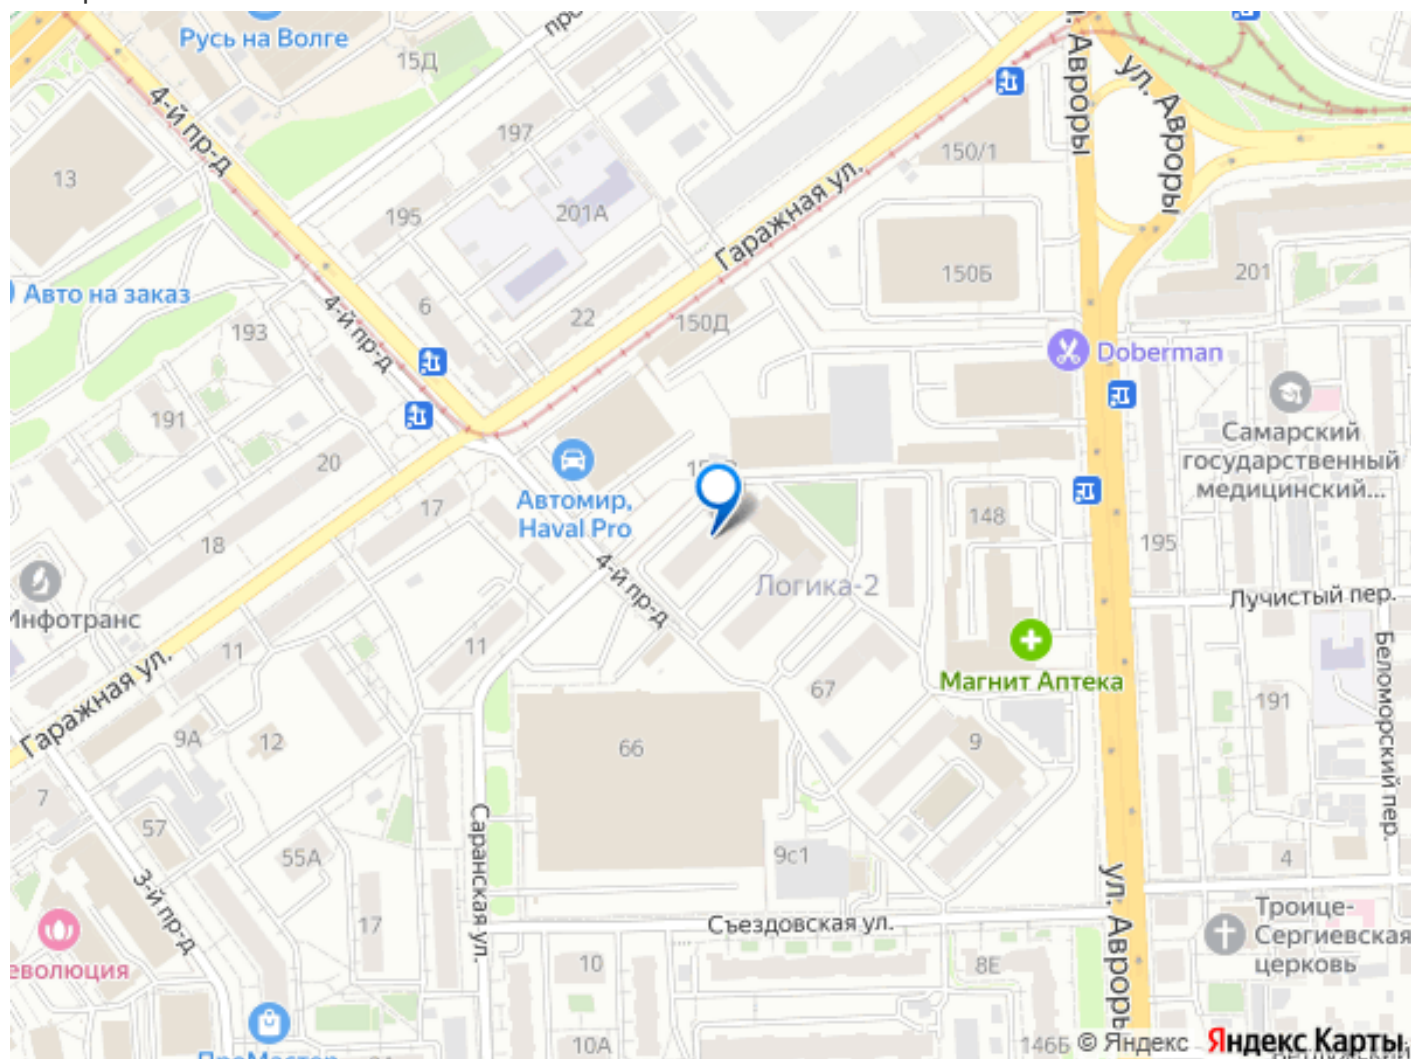 Русь на Волге
15Д
ул. Авроры
4-й пр-д
197
150/1
13
195
201А
Гаражная ул.
150Б
201
Авто на заказ
6
22
150Д
193
4-й пр-д
Doberman
191
20
Самарский
государственный
медицинский...
Автомир,
Haval Pro
17
18
148
195
4-й пр-д
Логика-2
Лучистый пер.
Инфотранс
11
11
Магнит Аптека
67
Беломорский пер.
191
Гаражная ул.
9А
12
66
9
7
57
55А
Саранская ул.
9с1
4
3-й пр-д
17
Съездовская ул.
ул. Авроры
Троице-
Сергиевская
церковь
еволюция
10
8Е
10А
146Б
© Яндекс
Яндекс Карты